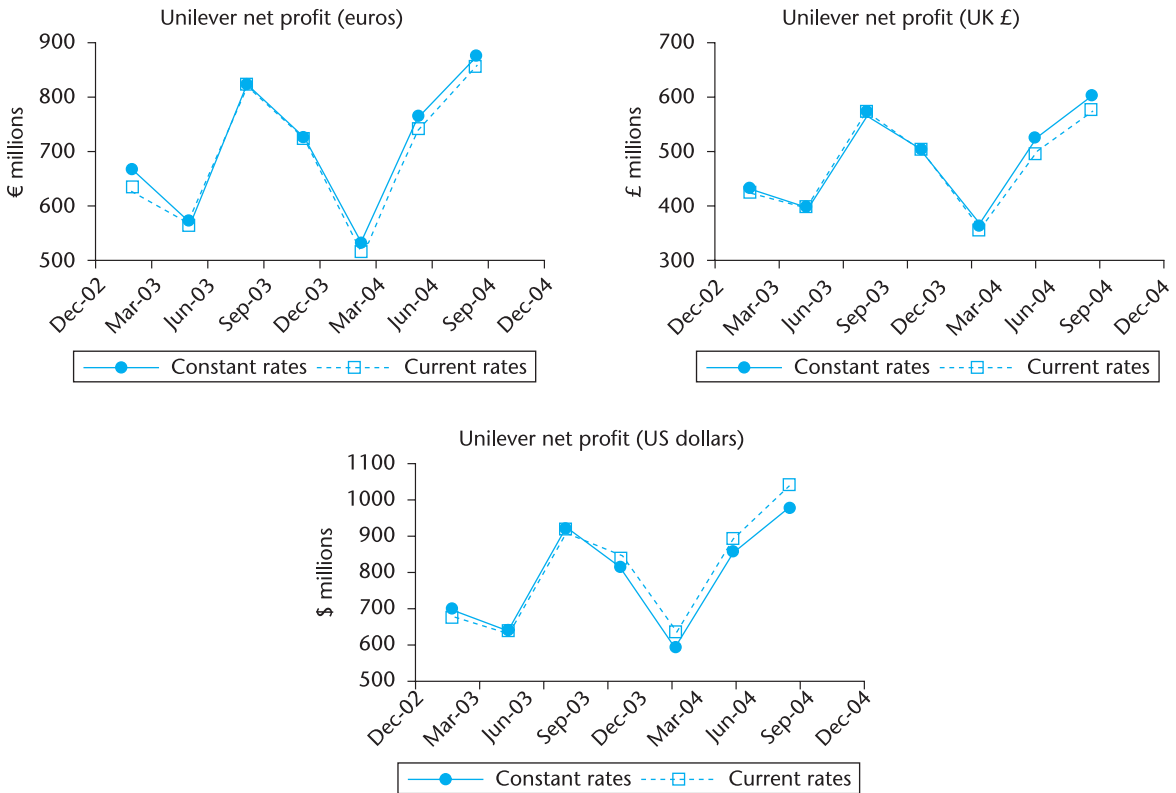 Unilever net profit (euros)
900
800
700
600
500
€ millions
Dec-02
Mar-03
Jun-03
Sep-03
Dec-03
Mar-04
Jun-04
Sep-04
Dec-04
Constant rates
Current rates
Unilever net profit (UK £)
700
600
500
400
300
£ millions
Dec-02
Mar-03
Jun-03
Sep-03
Dec-03
Mar-04
Jun-04
Sep-04
Dec-04
Constant rates
Current rates
Unilever net profit (US dollars)
1100
1000
900
800
700
600
500
$ millions
Dec-02
Mar-03
Jun-03
Sep-03
Dec-03
Mar-04
Jun-04
Sep-04
Dec-04
Constant rates
Current rates